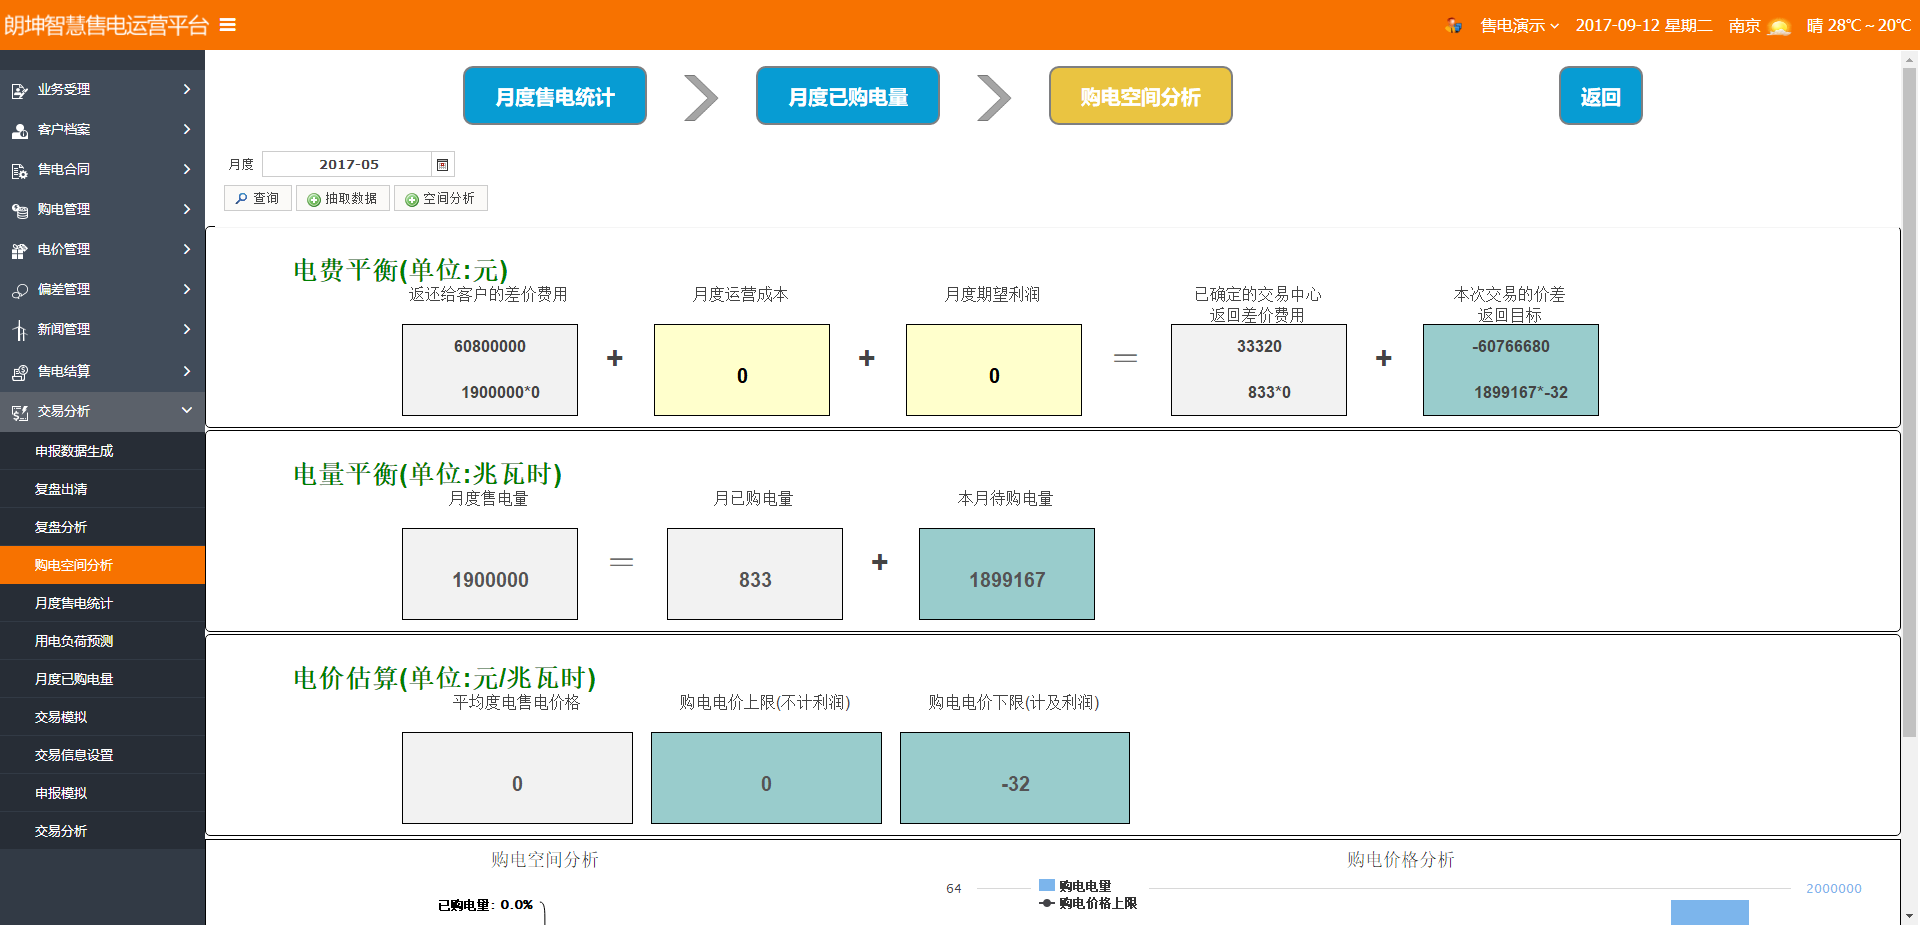 朗坤智慧售电运营平台
售电演示
2017-09-12 星期二
南京
晴 28℃ ~ 20℃
业务受理
客户档案
售电合同
购电管理
电价管理
偏差管理
新闻管理
售电结算
交易分析
申报数据生成
复盘出清
复盘分析
购电空间分析
月度售电统计
用电负荷预测
月度已购电量
交易模拟
交易信息设置
申报模拟
交易分析
月度售电统计
月度已购电量
购电空间分析
返回
月度 2017-05
查询 抽取数据 空间分析
电费平衡(单位:元)
返还给客户的差价费用
60800000
1900000*0
+
月度运营成本
0
+
月度期望利润
0
=
已确定的交易中心
返回差价费用
33320
833*0
+
本次交易的价差
返回目标
-60766680
1899167*-32
电量平衡(单位:兆瓦时)
月度售电量
1900000
=
月已购电量
833
+
本月待购电量
1899167
电价估算(单位:元/兆瓦时)
平均度电售电价格
0
购电电价上限(不计利润)
0
购电电价下限(计及利润)
-32
购电空间分析
已购电量: 0.0%
购电价格分析
64
购电电量
购电价格上限
2000000